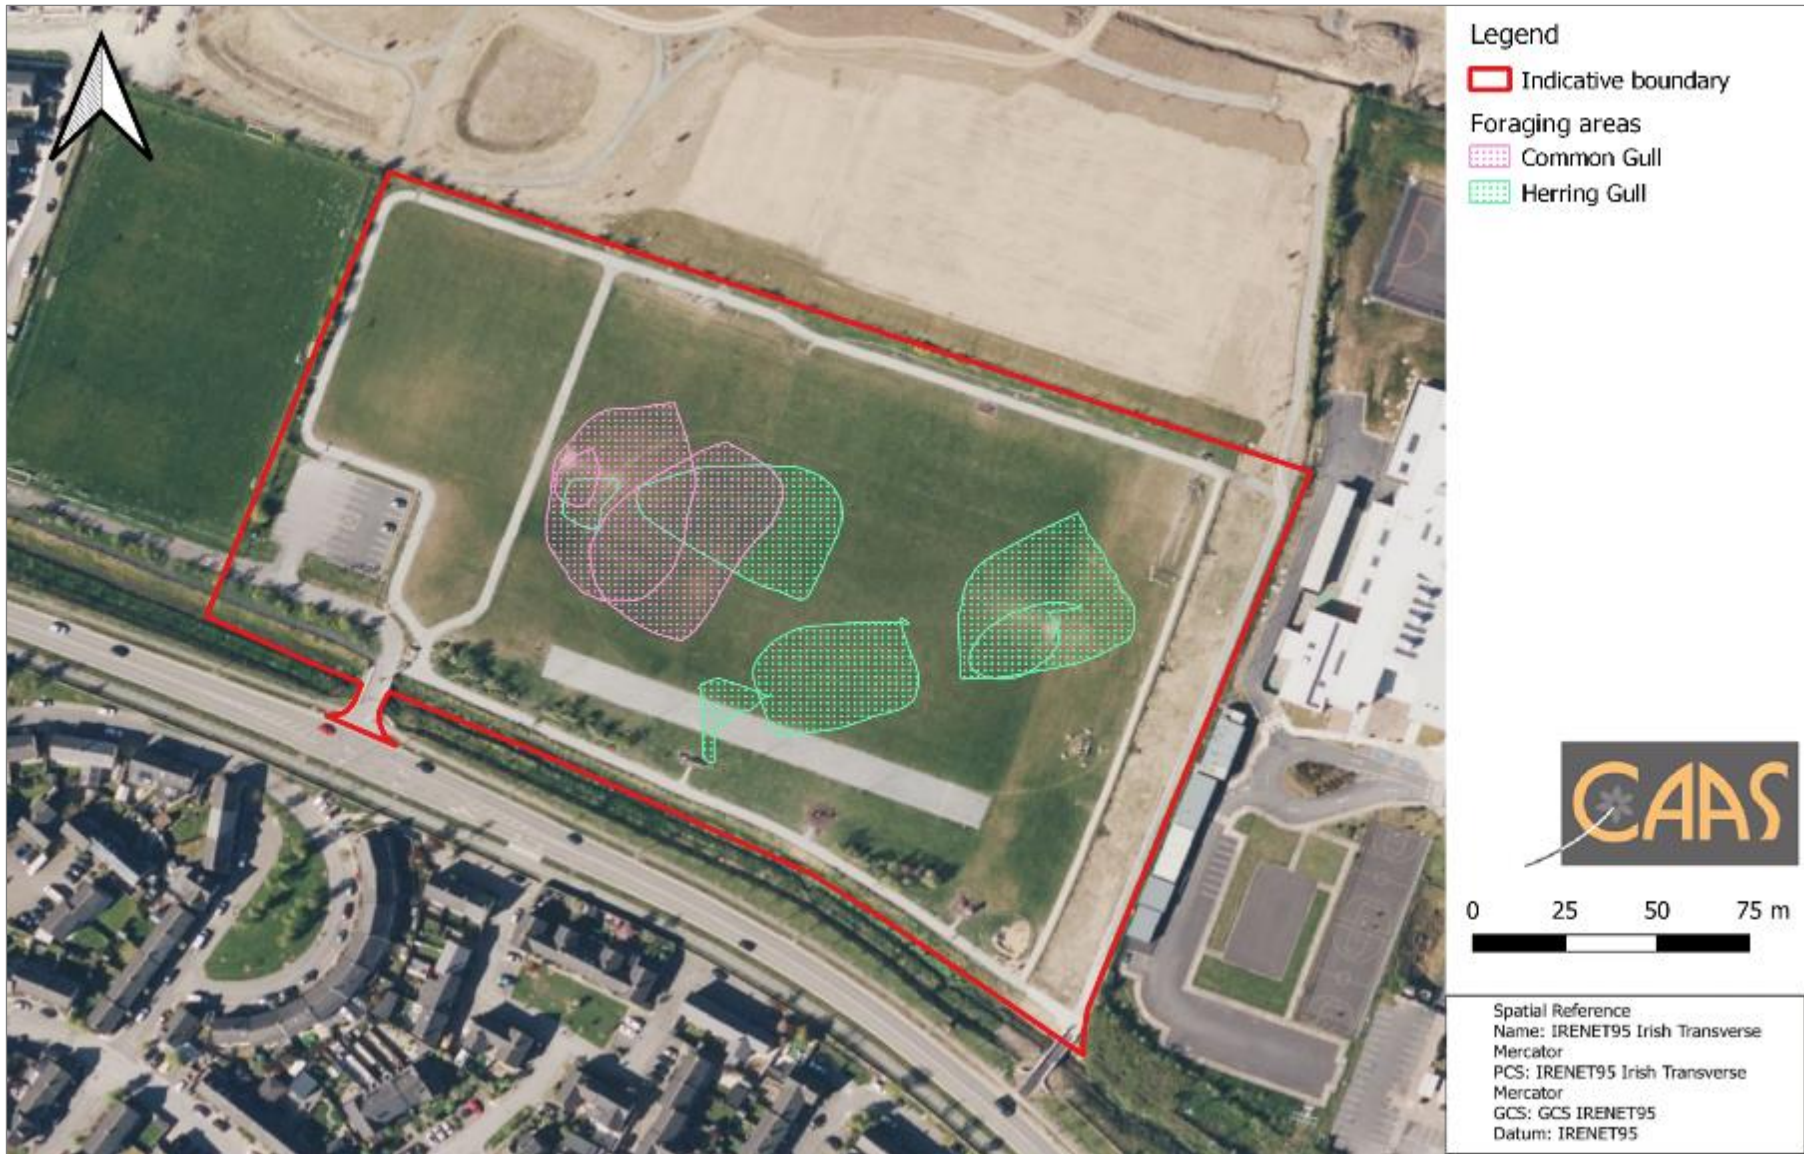 Legend
Indicative boundary
Foraging areas
Common Gull
Herring Gull
CAAS
0 25 50 75 m
Spatial Reference
Name: IRENET95 Irish Transverse
Mercator
PCS: IRENET95 Irish Transverse
Mercator
GCS: GCS IRENET95
Datum: IRENET95